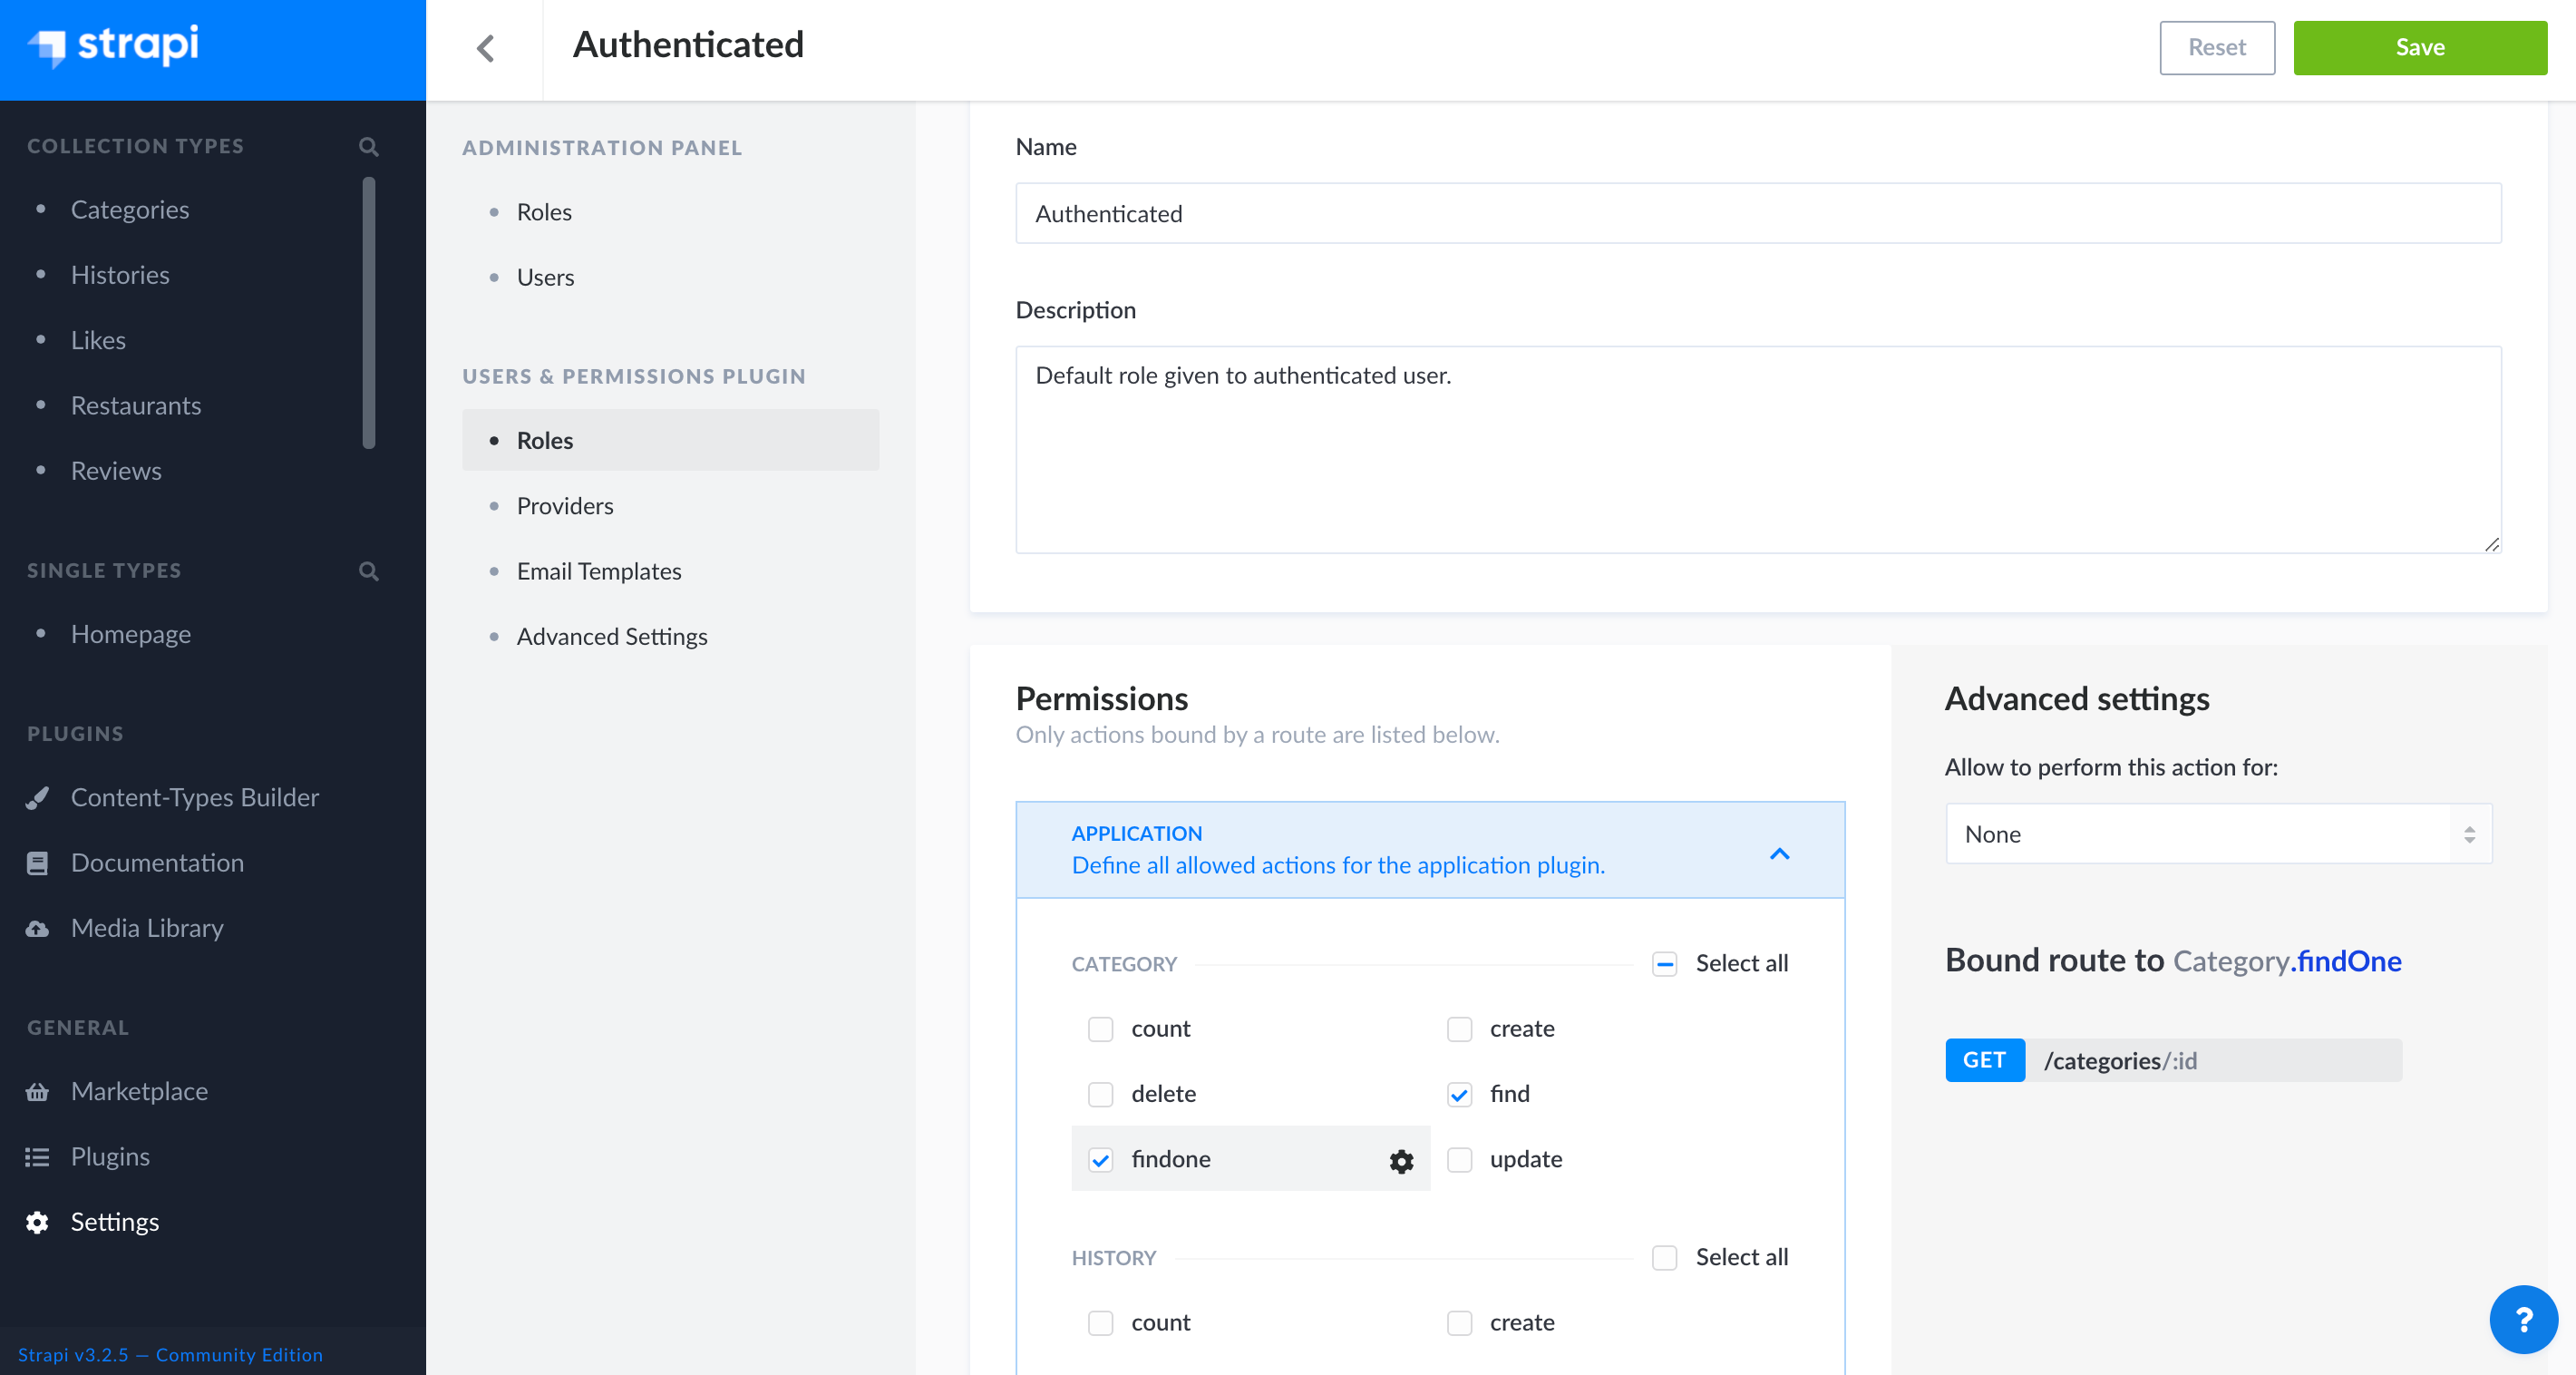 strapi
COLLECTION TYPES
Categories
Histories
Likes
Restaurants
Reviews
SINGLE TYPES
Homepage
PLUGINS
Content-Types Builder
Documentation
Media Library
GENERAL
Marketplace
Plugins
Settings
Strapi v3.2.5 — Community Edition
Authenticated
Reset
Save
ADMINISTRATION PANEL
Roles
Users
USERS & PERMISSIONS PLUGIN
Roles
Providers
Email Templates
Advanced Settings
Name
Authenticated
Description
Default role given to authenticated user.
Permissions
Only actions bound by a route are listed below.
APPLICATION
Define all allowed actions for the application plugin.
CATEGORY
Select all
count
create
delete
find
findone
update
HISTORY
Select all
count
create
Advanced settings
Allow to perform this action for:
None
Bound route to Category.findOne
GET /categories/:id
?